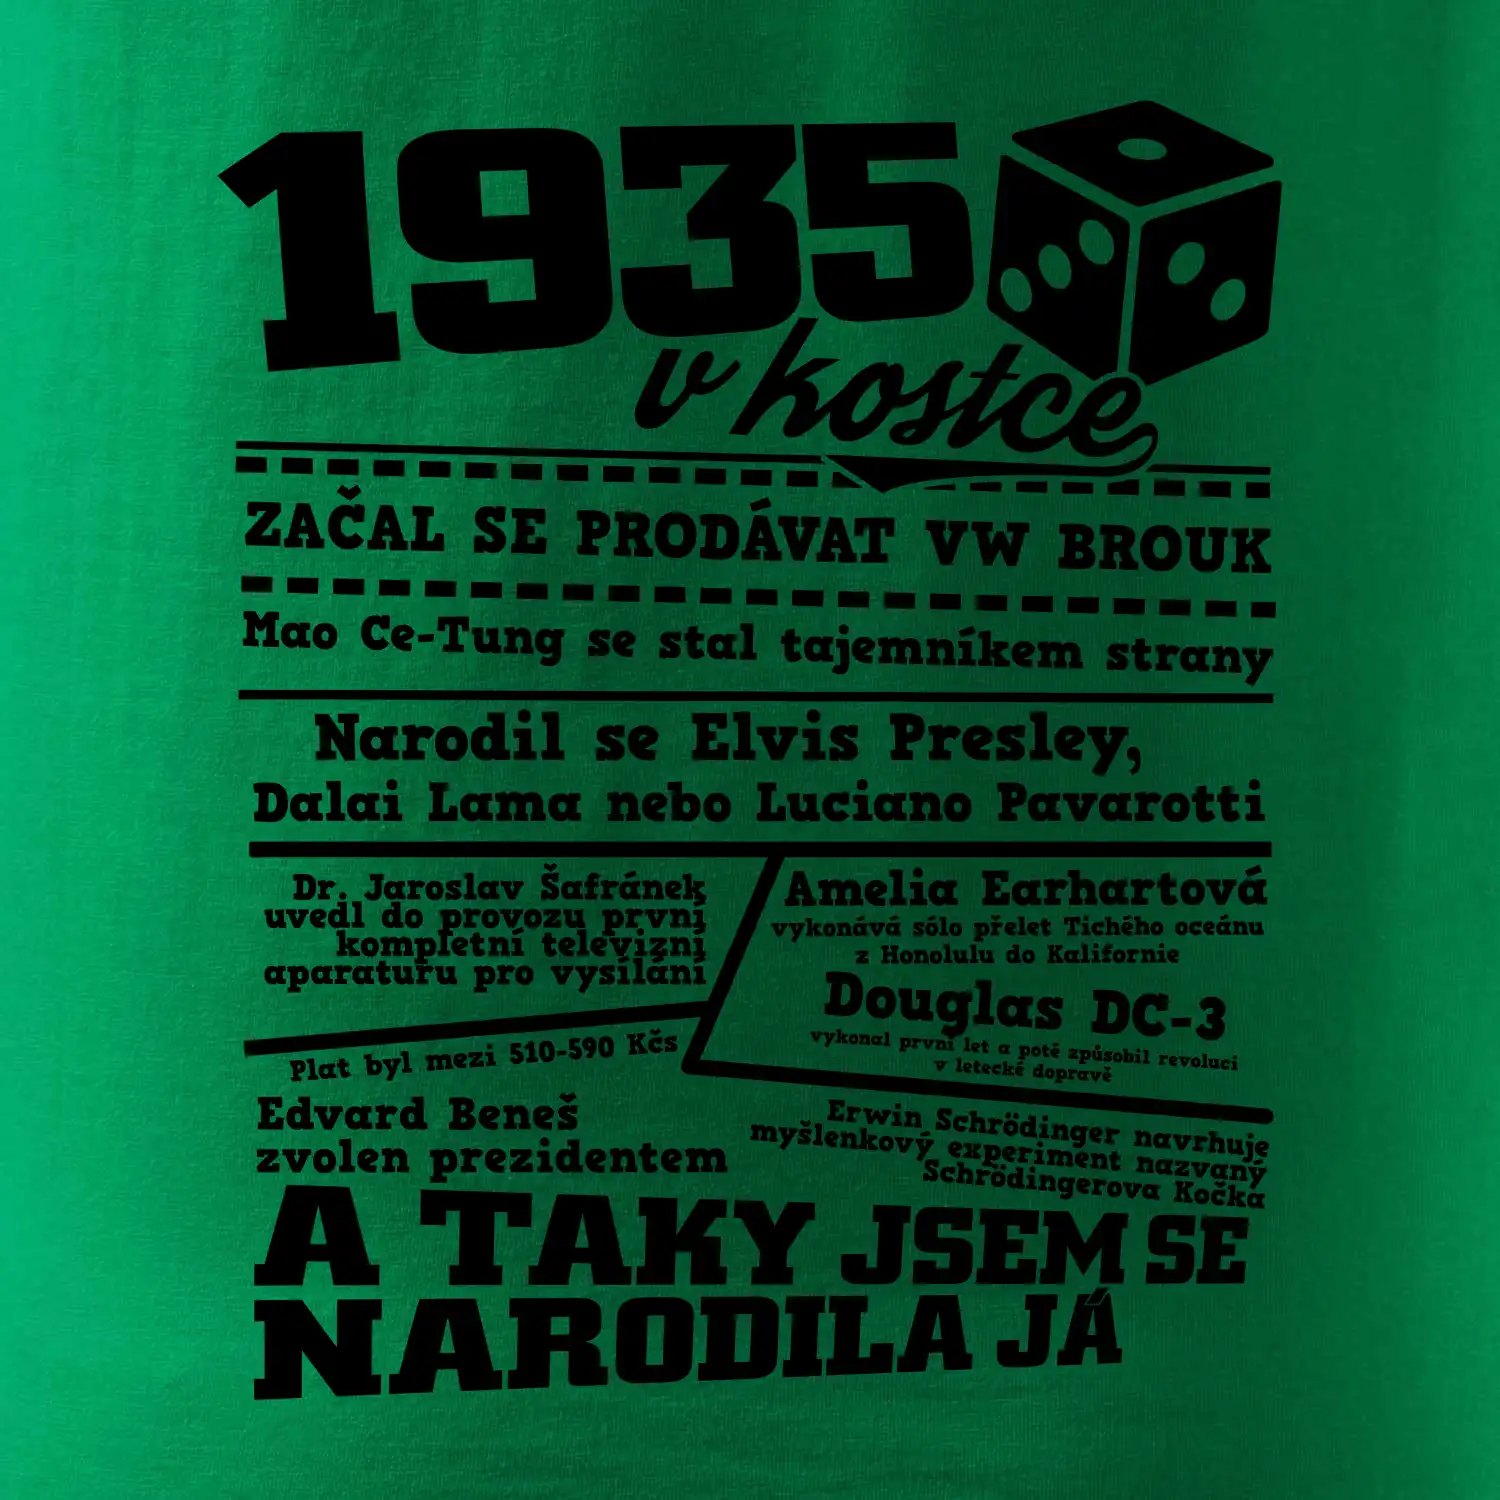 1935
v kostce
ZAČAL SE PRODÁVAT VW BROUK
Mao Ce-Tung se stal tajemníkem strany
Narodil se Elvis Presley,
Dalai Lama nebo Luciano Pavarotti
Dr. Jaroslav Šafránek
uvedl do provozu první
kompletní televizní
aparaturu pro vysílání
Amelia Earhartová
vykonává sólo přelet Tichého oceánu
z Honolulu do Kalifornie
Douglas DC-3
vykonal první let a poté způsobil revoluci
v letecké dopravě
Plat byl mezi 510-590 Kčs
Edvard Beneš
zvolen prezidentem
Erwin Schrödinger navrhuje
myšlenkový experiment nazvaný
Schrödingerova Kočka
A TAKY JSEM SE
NARODILA JÁ